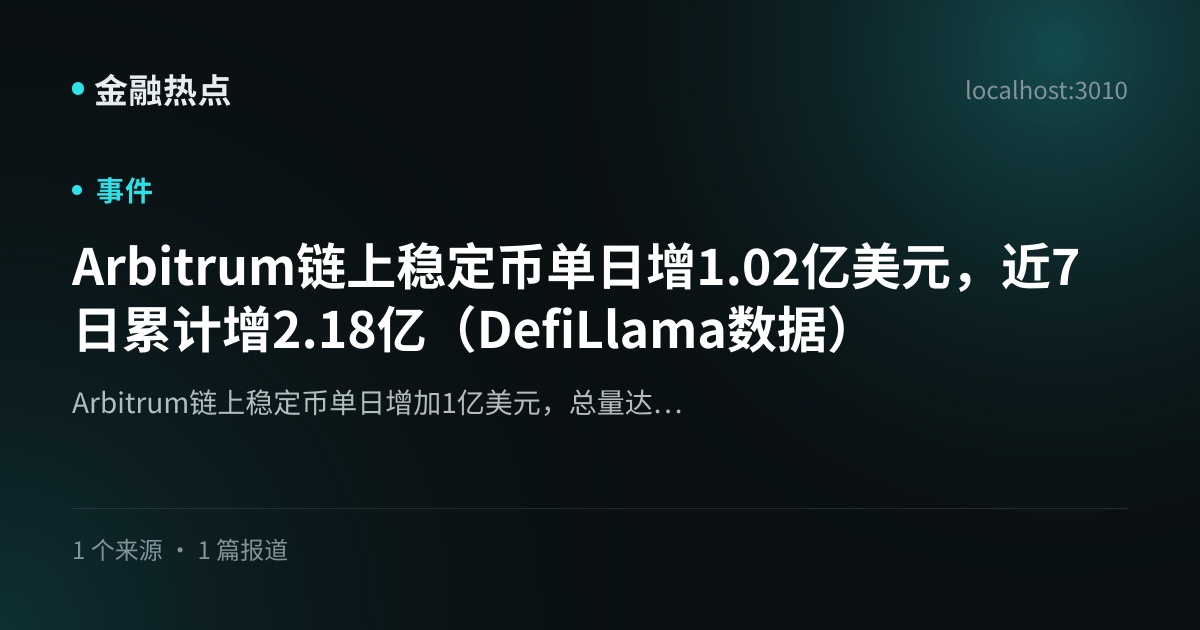 金融热点
localhost:3010
事件
Arbitrum链上稳定币单日增1.02亿美元，近7
日累计增2.18亿（DefiLlama数据）
Arbitrum链上稳定币单日增加1亿美元，总量达…
1 个来源 · 1 篇报道